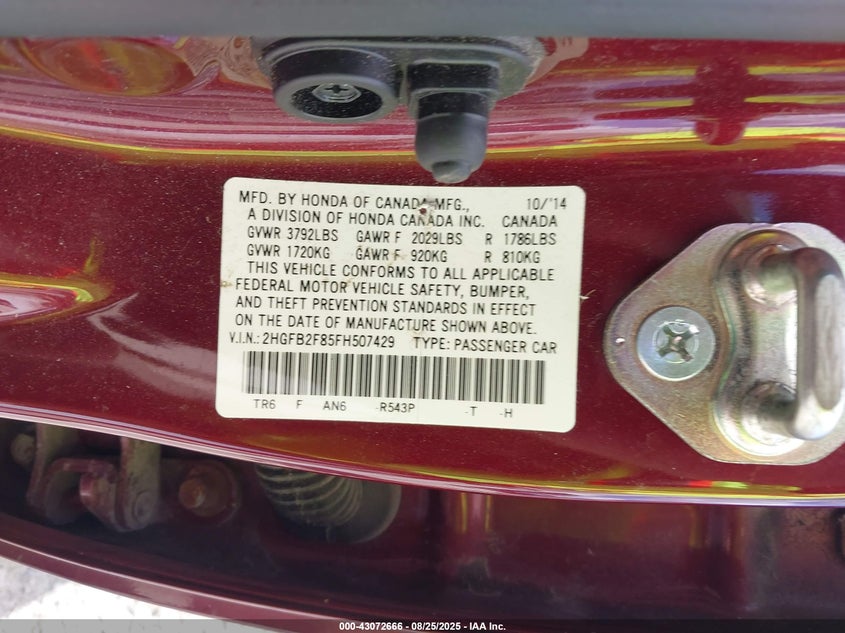 MFD. BY HONDA OF CANADA MFG., 10/'14
A DIVISION OF HONDA CANADA INC. CANADA
GVWR 3792LBS GAWR F 2029LBS R 1786LBS
GVWR 1720KG GAWR F 920KG R 810KG
THIS VEHICLE CONFORMS TO ALL APPLICABLE
FEDERAL MOTOR VEHICLE SAFETY, BUMPER,
AND THEFT PREVENTION STANDARDS IN EFFECT
ON THE DATE OF MANUFACTURE SHOWN ABOVE.
V.I.N.: 2HGFB2F85FH507429 TYPE: PASSENGER CAR
TR6 F AN6 -R543P -T -H
000-43072666 - 08/25/2025 - IAA Inc.